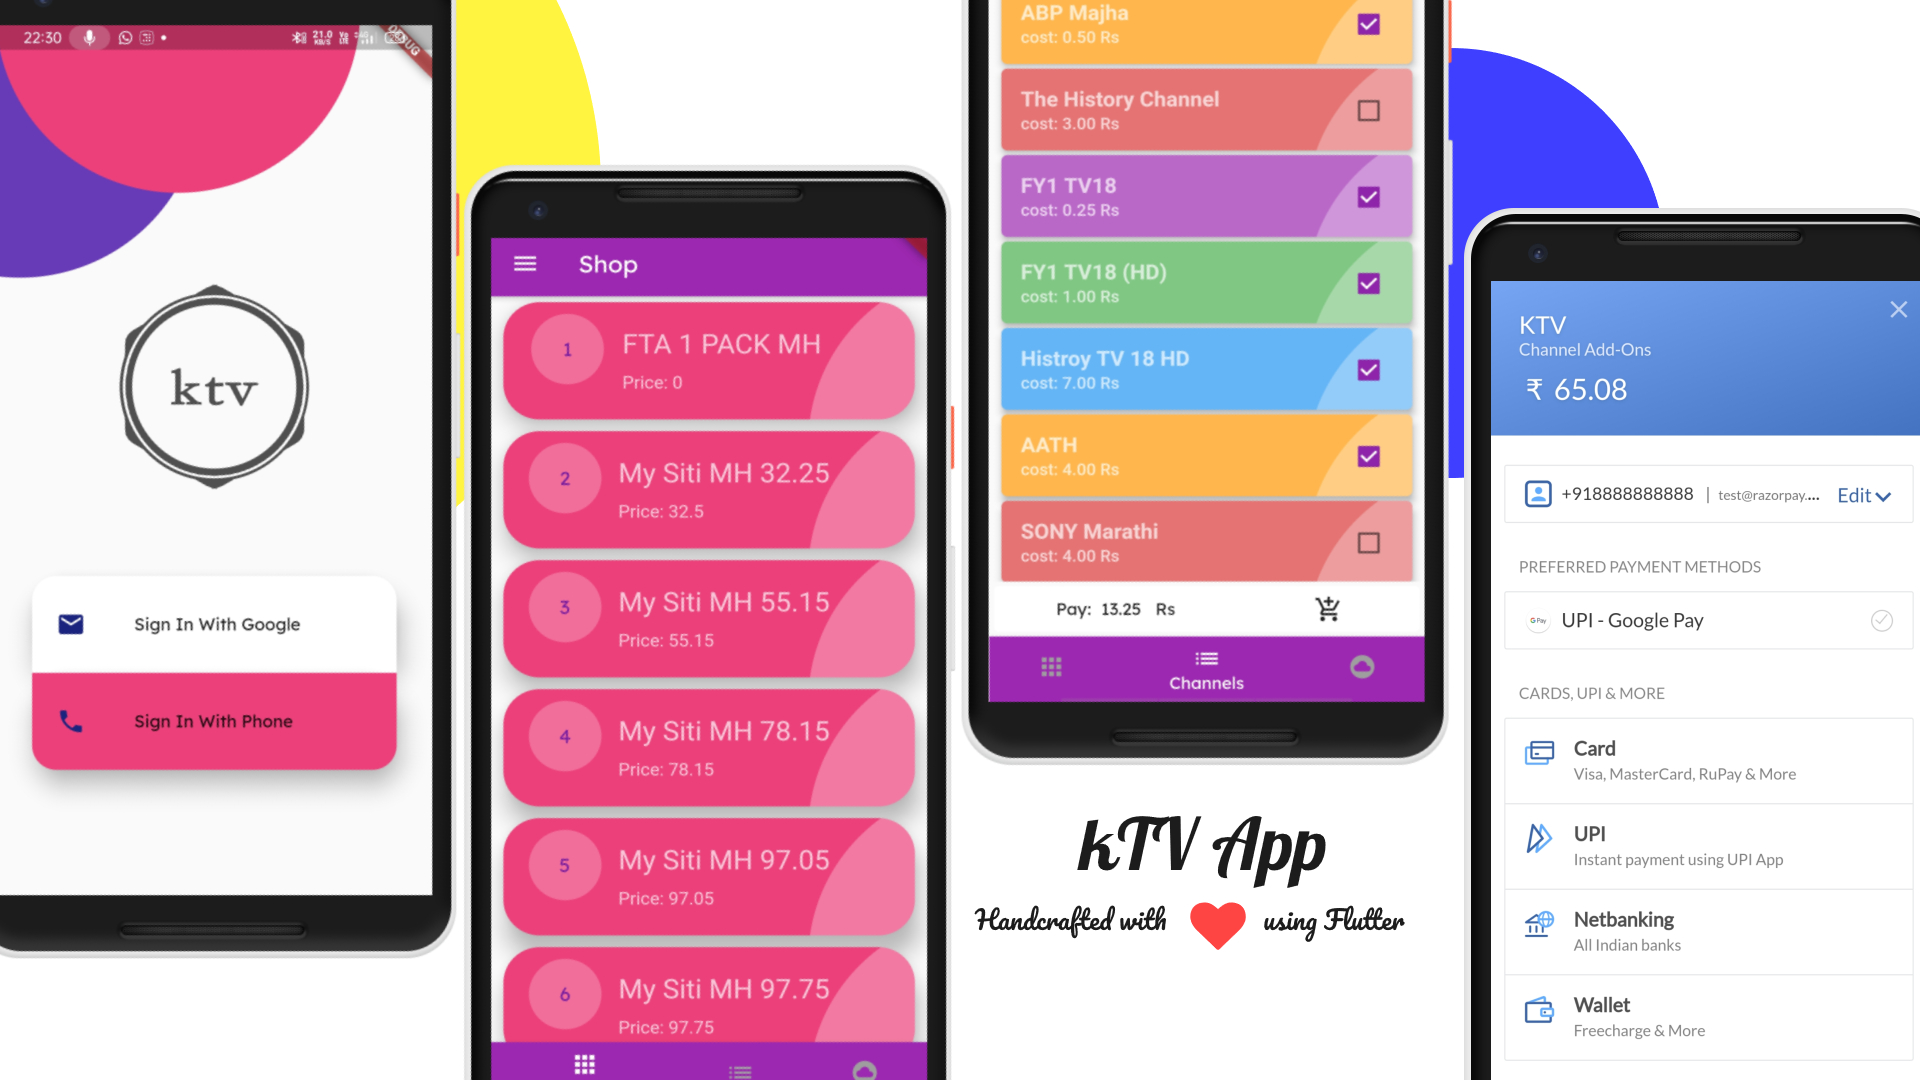 22:30
21.0
KB/S
DEBUG
ktv
Sign In With Google
Sign In With Phone
Shop
1
FTA 1 PACK MH
Price: 0
2
My Siti MH 32.25
Price: 32.5
3
My Siti MH 55.15
Price: 55.15
4
My Siti MH 78.15
Price: 78.15
5
My Siti MH 97.05
Price: 97.05
6
My Siti MH 97.75
Price: 97.75
ABP Majha
cost: 0.50 Rs
The History Channel
cost: 3.00 Rs
FY1 TV18
cost: 0.25 Rs
FY1 TV18 (HD)
cost: 1.00 Rs
Histroy TV 18 HD
cost: 7.00 Rs
AATH
cost: 4.00 Rs
SONY Marathi
cost: 4.00 Rs
Pay: 13.25 Rs
Channels
kTV App
Handcrafted with using Flutter
KTV
Channel Add-Ons
₹ 65.08
+918888888888 | test@razorpay.... Edit
PREFERRED PAYMENT METHODS
G Pay
UPI - Google Pay
CARDS, UPI & MORE
Card
Visa, MasterCard, RuPay & More
UPI
Instant payment using UPI App
Netbanking
All Indian banks
Wallet
Freecharge & More